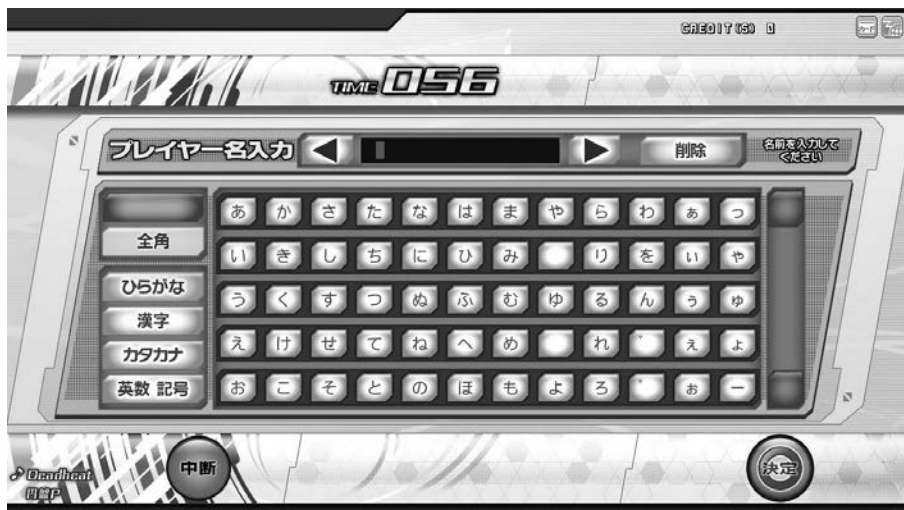 CREDIT(S) 0
TIME 056
プレイヤー名入力
削除
名前を入力して
ください
全角
ひらがな
漢字
カタカナ
英数 記号
あ か さ た な は ま や ら わ ぁ っ
い き し ち に ひ み り を ぃ ゃ
う く す つ ぬ ふ む ゆ る ん ぅ ゅ
え け せ て ね へ め れ ゛ ぇ ょ
お こ そ と の ほ も よ ろ ゜ ぉ ー
中断
決定
♪ Deadheat